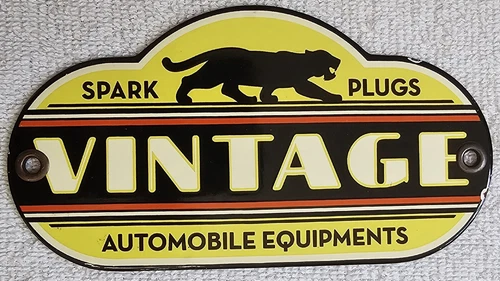 SPARK PLUGS
VINTAGE
AUTOMOBILE EQUIPMENTS